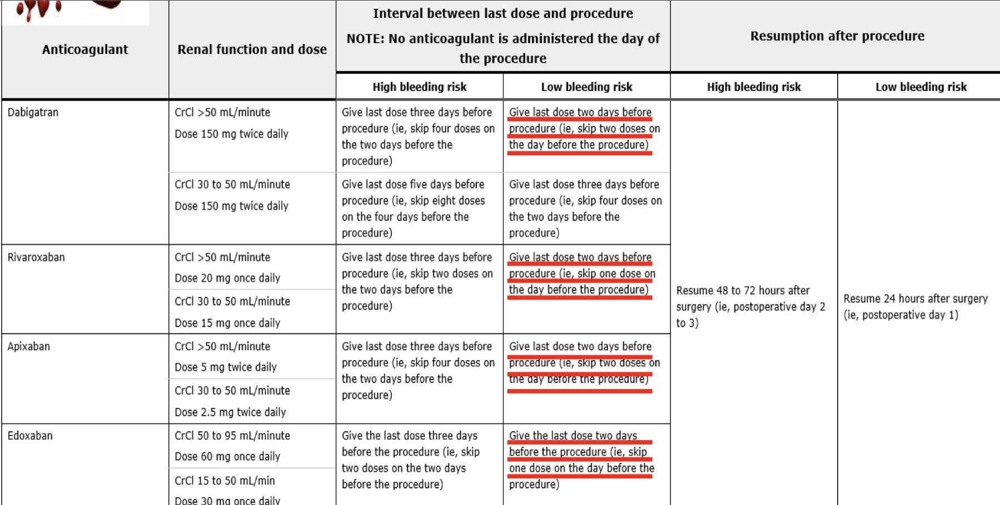 Anticoagulant
Renal function and dose
Interval between last dose and procedure
NOTE: No anticoagulant is administered the day of
the procedure
Resumption after procedure
High bleeding risk
Low bleeding risk
High bleeding risk
Low bleeding risk
Dabigatran
CrCl >50 mL/minute
Dose 150 mg twice daily
Give last dose three days before
procedure (ie, skip four doses on
the two days before the
procedure)
Give last dose two days before
procedure (ie, skip two doses on
the day before the procedure)
CrCl 30 to 50 mL/minute
Dose 150 mg twice daily
Give last dose five days before
procedure (ie, skip eight doses
on the four days before the
procedure)
Give last dose three days before
procedure (ie, skip four doses on
the two days before the
procedure)
Rivaroxaban
CrCl >50 mL/minute
Dose 20 mg once daily
CrCl 30 to 50 mL/minute
Dose 15 mg once daily
Give last dose three days before
procedure (ie, skip two doses on
the two days before the
procedure)
Give last dose two days before
procedure (ie, skip one dose on
the day before the procedure)
Apixaban
CrCl >50 mL/minute
Dose 5 mg twice daily
CrCl 30 to 50 mL/minute
Dose 2.5 mg twice daily
Give last dose three days before
procedure (ie, skip four doses on
the two days before the
procedure)
Give last dose two days before
procedure (ie, skip two doses on
the day before the procedure)
Edoxaban
CrCl 50 to 95 mL/minute
Dose 60 mg once daily
CrCl 15 to 50 mL/min
Dose 30 mg once daily
Give the last dose three days
before the procedure (ie, skip
two doses on the two days
before the procedure)
Give the last dose two days
before the procedure (ie, skip
one dose on the day before the
procedure)
Resume 48 to 72 hours after
surgery (ie, postoperative day 2
to 3)
Resume 24 hours after surgery
(ie, postoperative day 1)